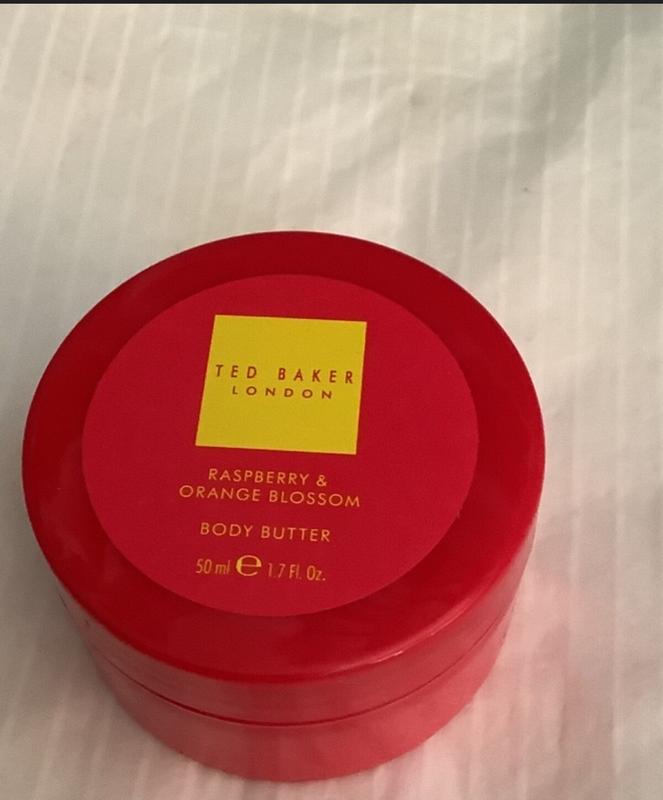 TED BAKER
LONDON
RASPBERRY &
ORANGE BLOSSOM
BODY BUTTER
50 ml ℮ 1.7 Fl. Oz.